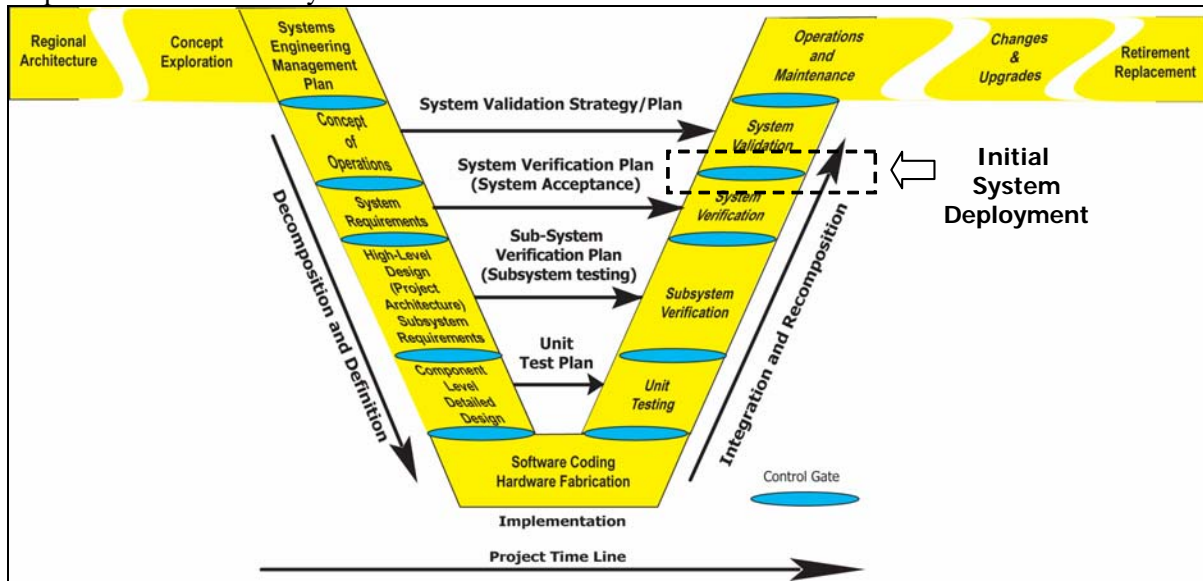 Regional
Architecture
Concept
Exploration
Systems
Engineering
Management
Plan
Operations
and
Maintenance
Changes
&
Upgrades
Retirement
Replacement
System Validation Strategy/Plan
Concept
of
Operations
System
Validation
Initial
System
Deployment
System Verification Plan
(System Acceptance)
System
Requirements
System
Verification
Sub-System
Verification Plan
(Subsystem testing)
High-Level
Design
(Project
Architecture)
Subsystem
Requirements
Subsystem
Verification
Decomposition and Definition
Integration and Recomposition
Unit
Test Plan
Component
Level
Detailed
Design
Unit
Testing
Software Coding
Hardware Fabrication
Control Gate
Implementation
Project Time Line